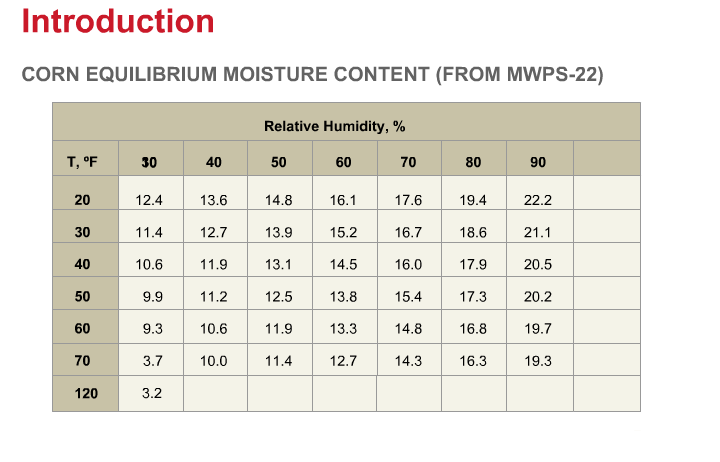 Introduction
CORN EQUILIBRIUM MOISTURE CONTENT (FROM MWPS-22)
Relative Humidity, %
T, ºF 40 50 60 70 80 90
20 12.4 13.6 14.8 16.1 17.6 19.4 22.2
30 11.4 12.7 13.9 15.2 16.7 18.6 21.1
40 10.6 11.9 13.1 14.5 16.0 17.9 20.5
50 9.9 11.2 12.5 13.8 15.4 17.3 20.2
60 9.3 10.6 11.9 13.3 14.8 16.8 19.7
70 3.7 10.0 11.4 12.7 14.3 16.3 19.3
120 3.2